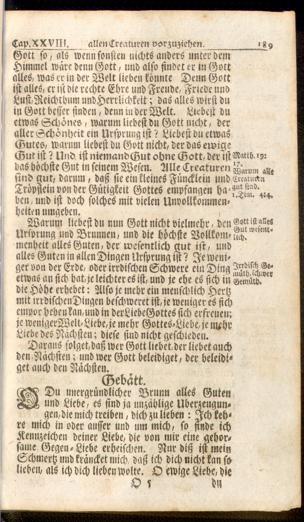 Cap. XXVIII. allen Creaturen vorzuziehen. 189
Gott so, als wenn sonsten nichts anders unter dem
Himmel wär denn Gott, und also findet er in Gott
alles, was er in der Welt lieben könnte Denn Gott
ist alles, er ist die rechte Ehre und Freude, Friede und
Lust, Reichthum und Herrlichkeit; das alles wirst du
in Gott besser finden, denn in der Welt. Liebest du
etwas Schönes, warum liebest du Gott nicht, der
aller Schönheit ein Ursprung ist? Liebest du etwas
Gutes, warum liebest du Gott nicht, der das ewige
Gut ist? Und ist niemand Gut ohne Gott, der ist Matth. 19:
das höchste Gut in seinem Wesen. Alle Creaturen 17.
sind gut, darum, daß sie ein kleines Fünckelein und Warum alle
Tröpflein von der Gütigkeit Gottes empfangen ha- Creaturen
ben, und ist doch solches mit vielen Unvollkommen- gut sind.
heiten umgeben. 1. Tim. 4:4.
Warum liebest du nun Gott nicht vielmehr, den Gott ist alles
Ursprung und Brunnen, und die höchste Vollkom- Gut wesent-
menheit alles Guten, der wesentlich gut ist, und lich.
alles Guten in allen Dingen Ursprung ist? Je weni-
ger von der Erde, oder irrdischen Schwere ein Ding Irrdisch Ge-
etwas an sich hat, je leichter es ist, und je ehe es sich in müth, schwer
die Höhe erhebet: Also je mehr ein menschlich Hertz Gemüth.
mit irrdischen Dingen beschweret ist, je weniger es sich
empor heben kan, und in der Liebe Gottes sich erfreuen;
je weniger Welt-Liebe, je mehr Gottes-Liebe, je mehr
Liebe des Nächsten; diese sind nicht geschieden.
Daraus folget, daß wer Gott liebet, der liebet auch
den Nächsten; und wer Gott beleidiget, der beleidi-
get auch den Nächsten.
Gebätt.
O Du unergründlicher Brunn alles Guten
und Liebe, es sind ja unzählige Überzeugun-
gen, die mich treiben, dich zu lieben: Ich keh-
re mich in oder ausser und um mich, so finde ich
Kennzeichen deiner Liebe, die von mir eine gehor-
same Gegen-Liebe erheischen. Nur diß ist mein
Schmertz und kräncket mich, daß ich dich nicht kan so
lieben, als ich dich lieben wolte. O ewige Liebe, die
O 5 du